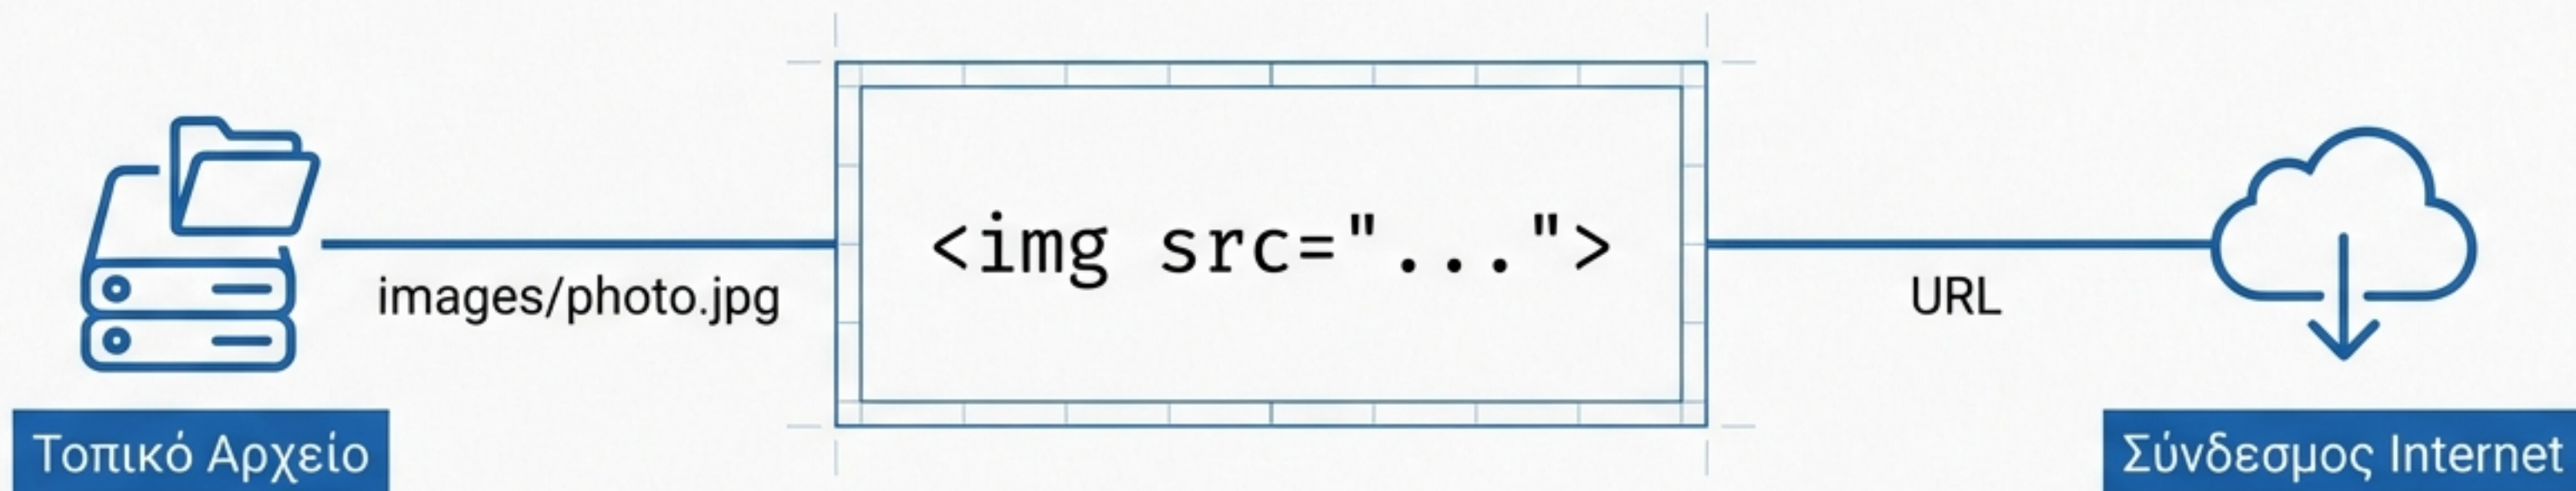 <img src="...">
images/photo.jpg
URL
Τοπικό Αρχείο
Σύνδεσμος Internet